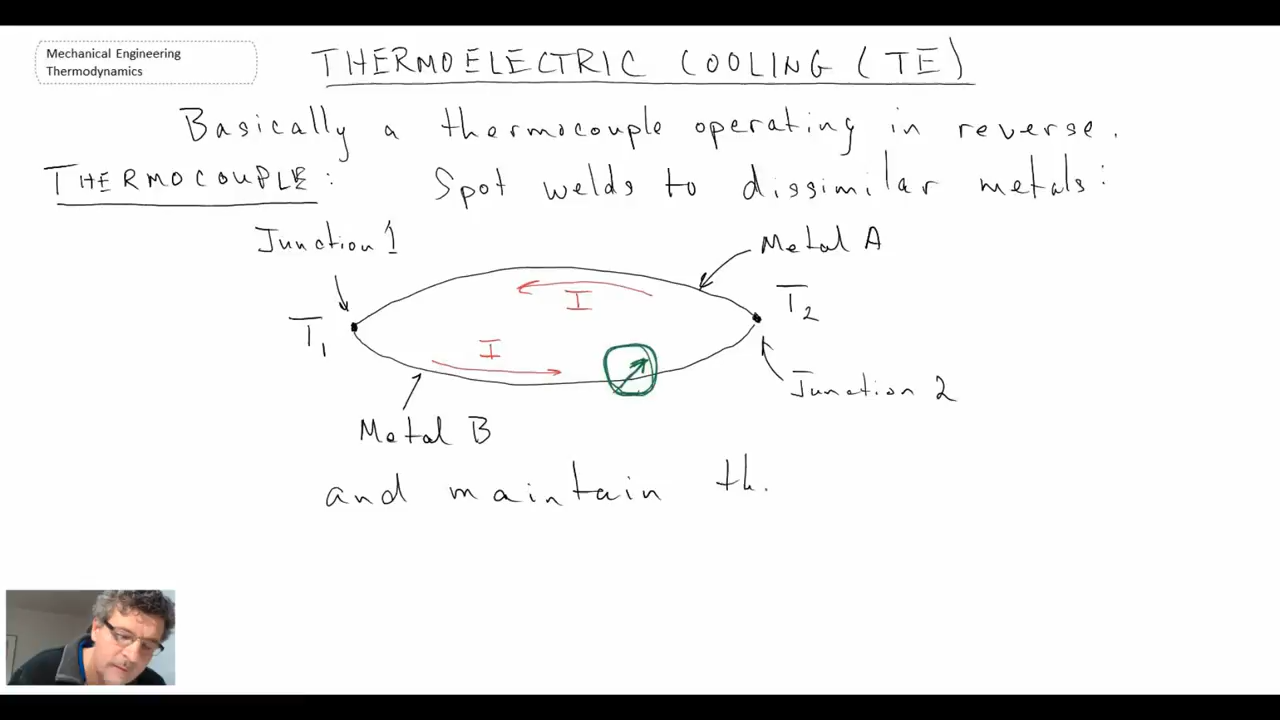 Mechanical Engineering
Thermodynamics
THERMOELECTRIC COOLING (TE)
Basically a thermocouple operating in reverse.
THERMOCOUPLE: Spot welds to dissimilar metals:
Junction 1
Metal A
I
T2
T1
I
Junction 2
Metal B
and maintain th.